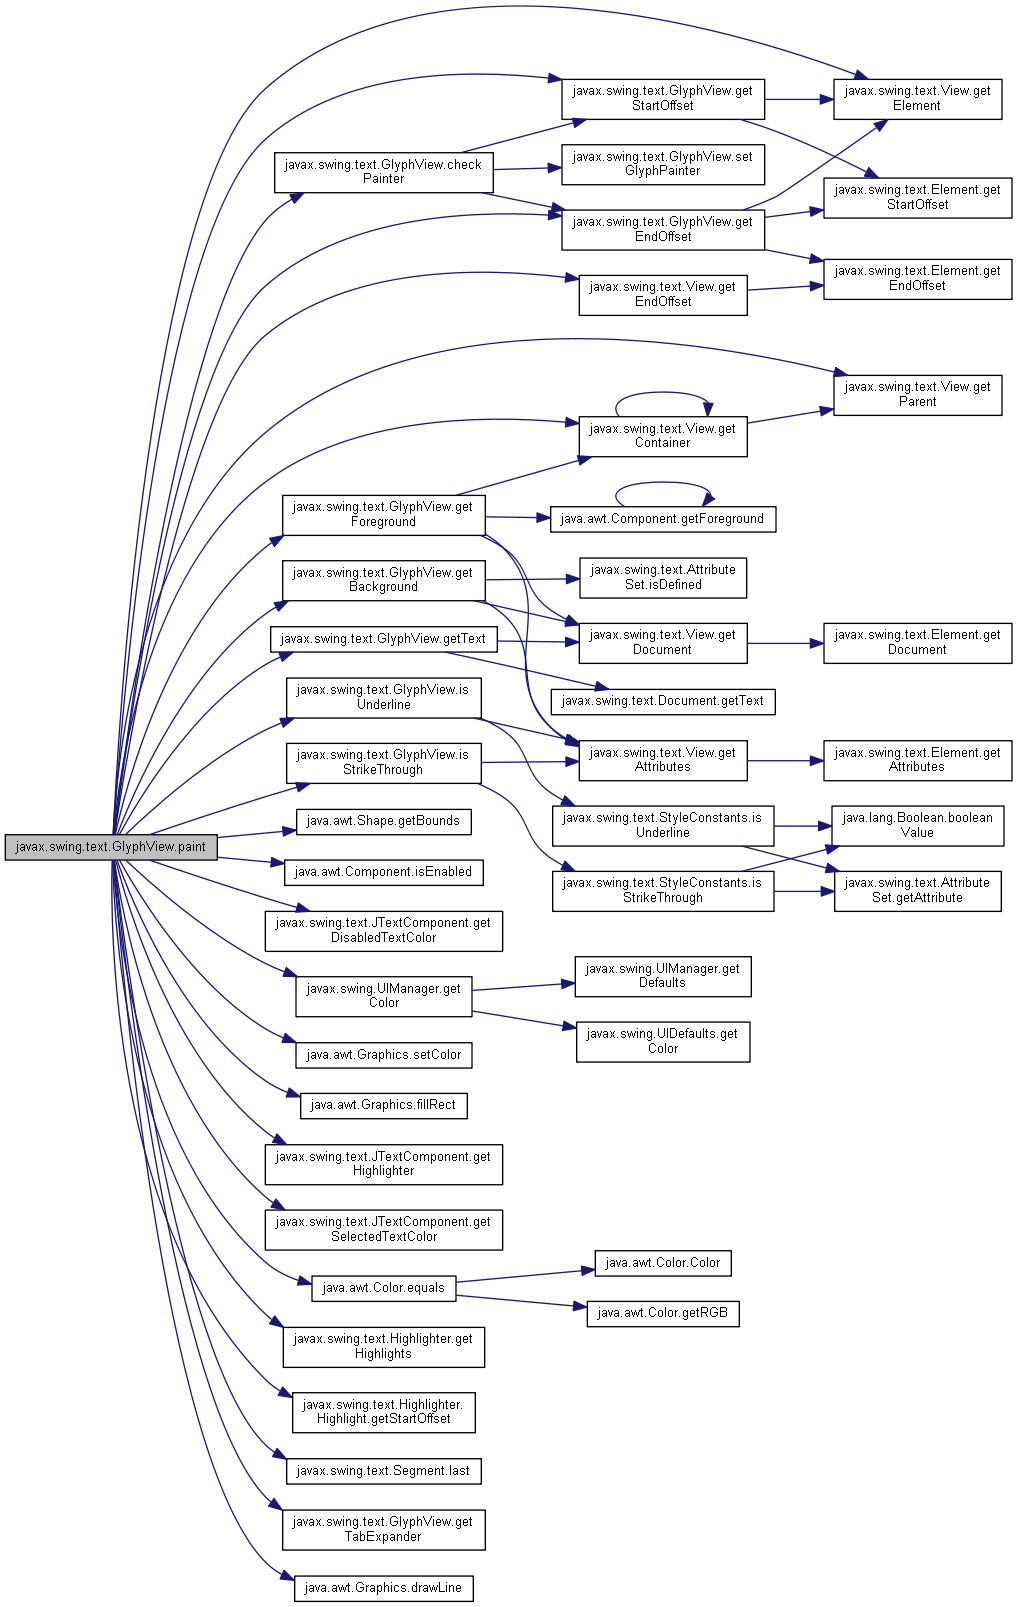 javax.swing.text.GlyphView.get
StartOffset
javax.swing.text.View.get
Element
javax.swing.text.GlyphView.check
Painter
javax.swing.text.GlyphView.set
GlyphPainter
javax.swing.text.Element.get
StartOffset
javax.swing.text.GlyphView.get
EndOffset
javax.swing.text.Element.get
EndOffset
javax.swing.text.View.get
EndOffset
javax.swing.text.View.get
Parent
javax.swing.text.View.get
Container
javax.swing.text.GlyphView.get
Foreground
java.awt.Component.getForeground
javax.swing.text.GlyphView.get
Background
javax.swing.text.Attribute
Set.isDefined
javax.swing.text.GlyphView.getText
javax.swing.text.View.get
Document
javax.swing.text.Element.get
Document
javax.swing.text.GlyphView.is
Underline
javax.swing.text.Document.getText
javax.swing.text.GlyphView.is
StrikeThrough
javax.swing.text.View.get
Attributes
javax.swing.text.Element.get
Attributes
java.awt.Shape.getBounds
javax.swing.text.StyleConstants.is
Underline
java.lang.Boolean.boolean
Value
javax.swing.text.GlyphView.paint
java.awt.Component.isEnabled
javax.swing.text.StyleConstants.is
StrikeThrough
javax.swing.text.Attribute
Set.getAttribute
javax.swing.text.JTextComponent.get
DisabledTextColor
javax.swing.UIManager.get
Color
javax.swing.UIManager.get
Defaults
javax.swing.UIDefaults.get
Color
java.awt.Graphics.setColor
java.awt.Graphics.fillRect
javax.swing.text.JTextComponent.get
Highlighter
javax.swing.text.JTextComponent.get
SelectedTextColor
java.awt.Color.equals
java.awt.Color.Color
java.awt.Color.getRGB
javax.swing.text.Highlighter.get
Highlights
javax.swing.text.Highlighter.
Highlight.getStartOffset
javax.swing.text.Segment.last
javax.swing.text.GlyphView.get
TabExpander
java.awt.Graphics.drawLine